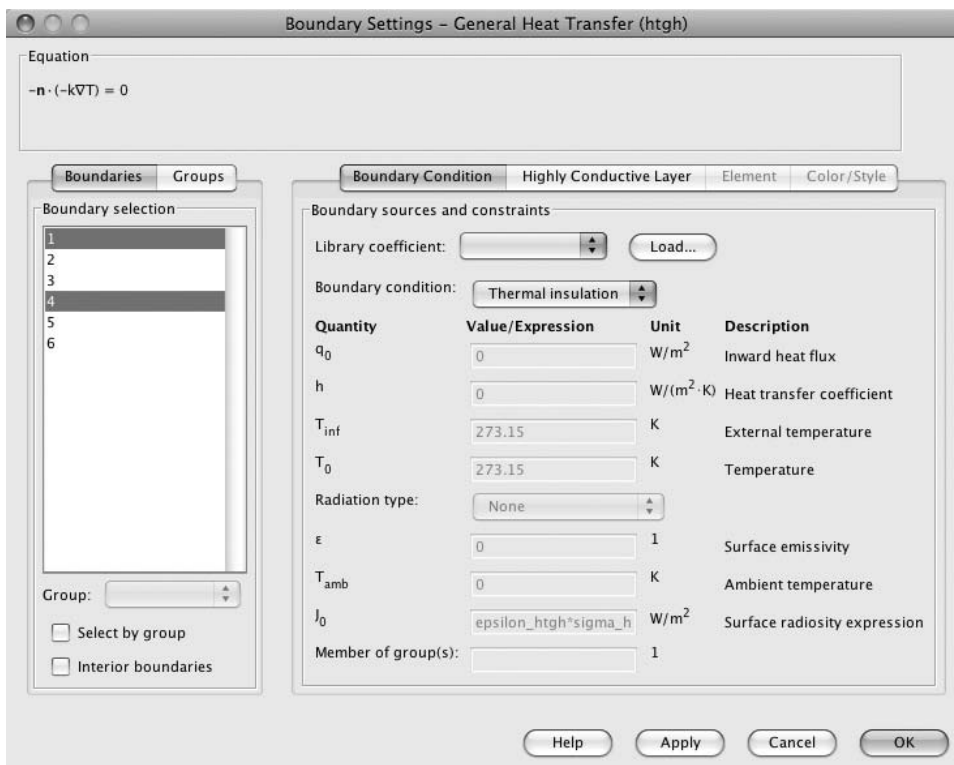 Boundary Settings – General Heat Transfer (htgh)
Equation
-n · (-k∇T) = 0
Boundaries Groups
Boundary selection
1
2
3
4
5
6
Group:
Select by group
Interior boundaries
Boundary Condition Highly Conductive Layer Element Color/Style
Boundary sources and constraints
Library coefficient: Load...
Boundary condition: Thermal insulation
Quantity Value/Expression Unit Description
q₀ 0 W/m² Inward heat flux
h 0 W/(m²·K) Heat transfer coefficient
T_inf 273.15 K External temperature
T₀ 273.15 K Temperature
Radiation type: None
ε 0 1 Surface emissivity
T_amb 0 K Ambient temperature
J₀ epsilon_htgh*sigma_h W/m² Surface radiosity expression
Member of group(s): 1
Help Apply Cancel OK